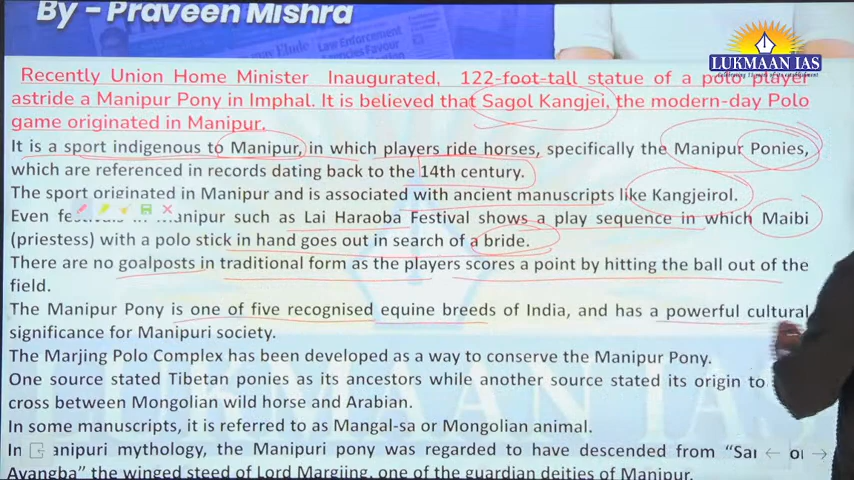 By – Praveen Mishra
Law Enforcement
LUKMAAN IAS
Recently Union Home Minister Inaugurated, 122-foot-tall statue of a polo player
astride a Manipur Pony in Imphal. It is believed that Sagol Kangjei, the modern-day Polo
game originated in Manipur.
It is a sport indigenous to Manipur, in which players ride horses, specifically the Manipur Ponies,
which are referenced in records dating back to the 14th century.
The sport originated in Manipur and is associated with ancient manuscripts like Kangjeirol.
Even in Manipur such as Lai Haraoba Festival shows a play sequence in which Maibi
(priestess) with a polo stick in hand goes out in search of a bride.
There are no goalposts in traditional form as the players scores a point by hitting the ball out of the
field.
The Manipur Pony is one of five recognised equine breeds of India, and has a powerful cultural
significance for Manipuri society.
The Marjing Polo Complex has been developed as a way to conserve the Manipur Pony.
One source stated Tibetan ponies as its ancestors while another source stated its origin to
cross between Mongolian wild horse and Arabian.
In some manuscripts, it is referred to as Mangal-sa or Mongolian animal.
In Manipuri mythology, the Manipuri pony was regarded to have descended from
Ayangba" the winged steed of Lord Margjing, one of the guardian deities of Manipur.
LUKMAAN IAS